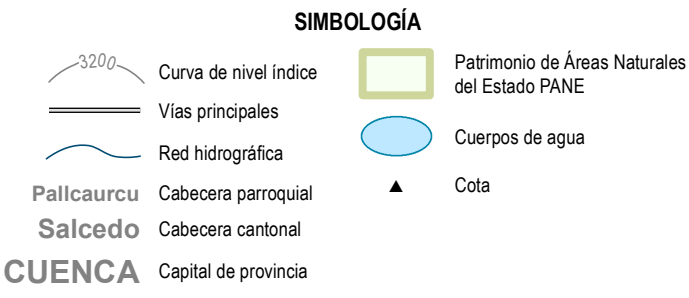 SIMBOLOGÍA
3200 Curva de nivel índice
Vías principales
Red hidrográfica
Pallcaurcu Cabecera parroquial
Salcedo Cabecera cantonal
CUENCA Capital de provincia
Patrimonio de Áreas Naturales
del Estado PANE
Cuerpos de agua
Cota